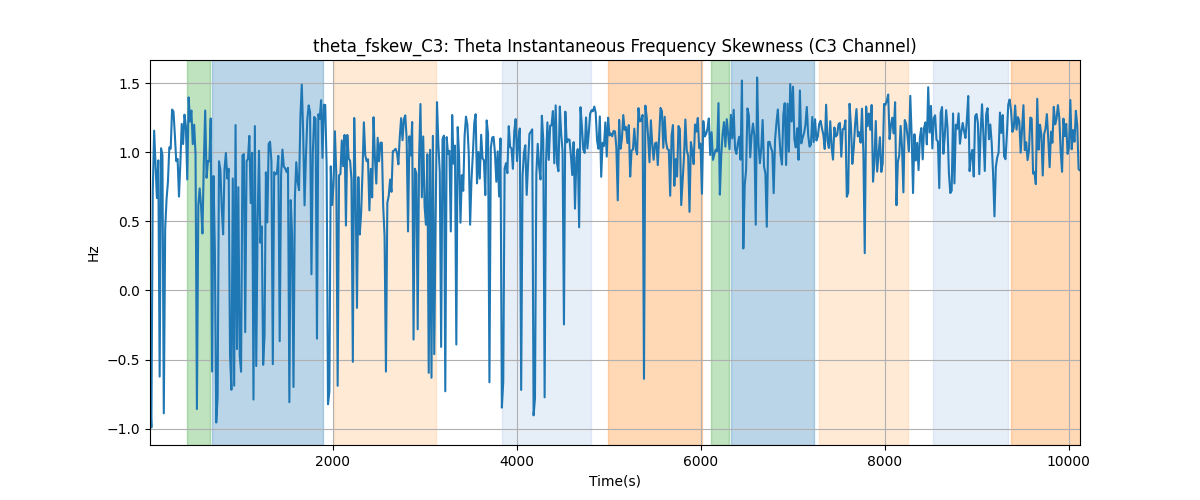 theta_fskew_C3: Theta Instantaneous Frequency Skewness (C3 Channel)
1.5
1.0
0.5
0.0
−0.5
−1.0
Hz
2000 4000 6000 8000 10000
Time(s)